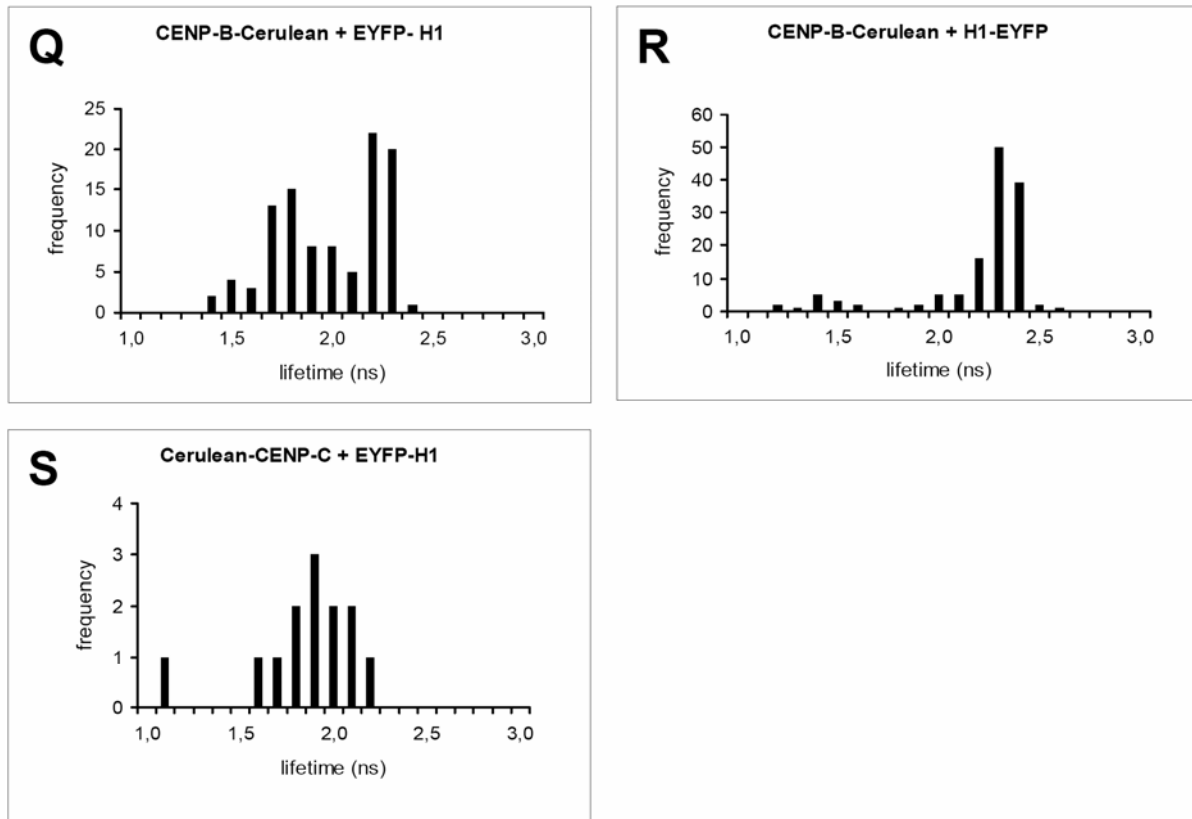 Q
CENP-B-Cerulean + EYFP- H1
25
20
15
10
5
0
frequency
1,0 1,5 2,0 2,5 3,0
lifetime (ns)
R
CENP-B-Cerulean + H1-EYFP
60
50
40
30
20
10
0
frequency
1,0 1,5 2,0 2,5 3,0
lifetime (ns)
S
Cerulean-CENP-C + EYFP-H1
4
3
2
1
0
frequency
1,0 1,5 2,0 2,5 3,0
lifetime (ns)